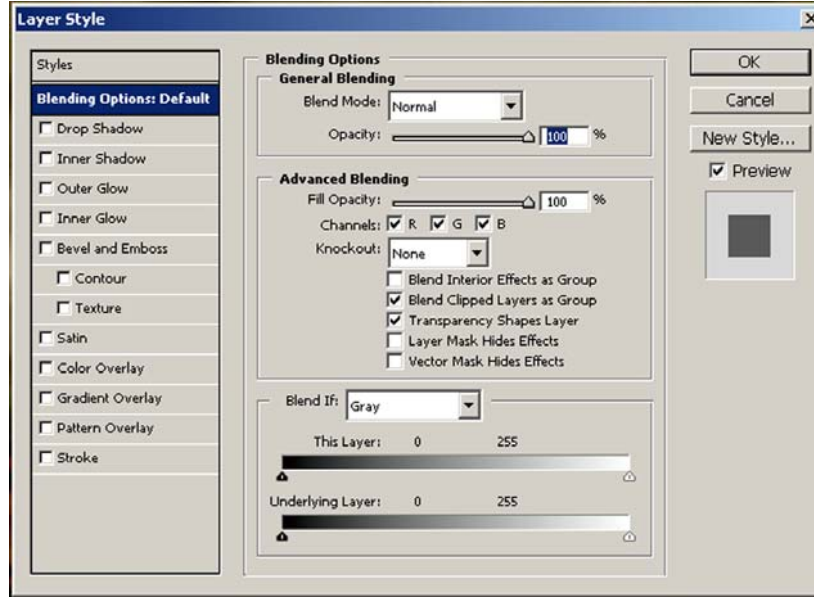 Layer Style
Styles
Blending Options: Default
Drop Shadow
Inner Shadow
Outer Glow
Inner Glow
Bevel and Emboss
Contour
Texture
Satin
Color Overlay
Gradient Overlay
Pattern Overlay
Stroke
Blending Options
General Blending
Blend Mode: Normal
Opacity: 100 %
Advanced Blending
Fill Opacity: 100 %
Channels: R G B
Knockout: None
Blend Interior Effects as Group
Blend Clipped Layers as Group
Transparency Shapes Layer
Layer Mask Hides Effects
Vector Mask Hides Effects
Blend If: Gray
This Layer: 0 255
Underlying Layer: 0 255
OK
Cancel
New Style...
Preview